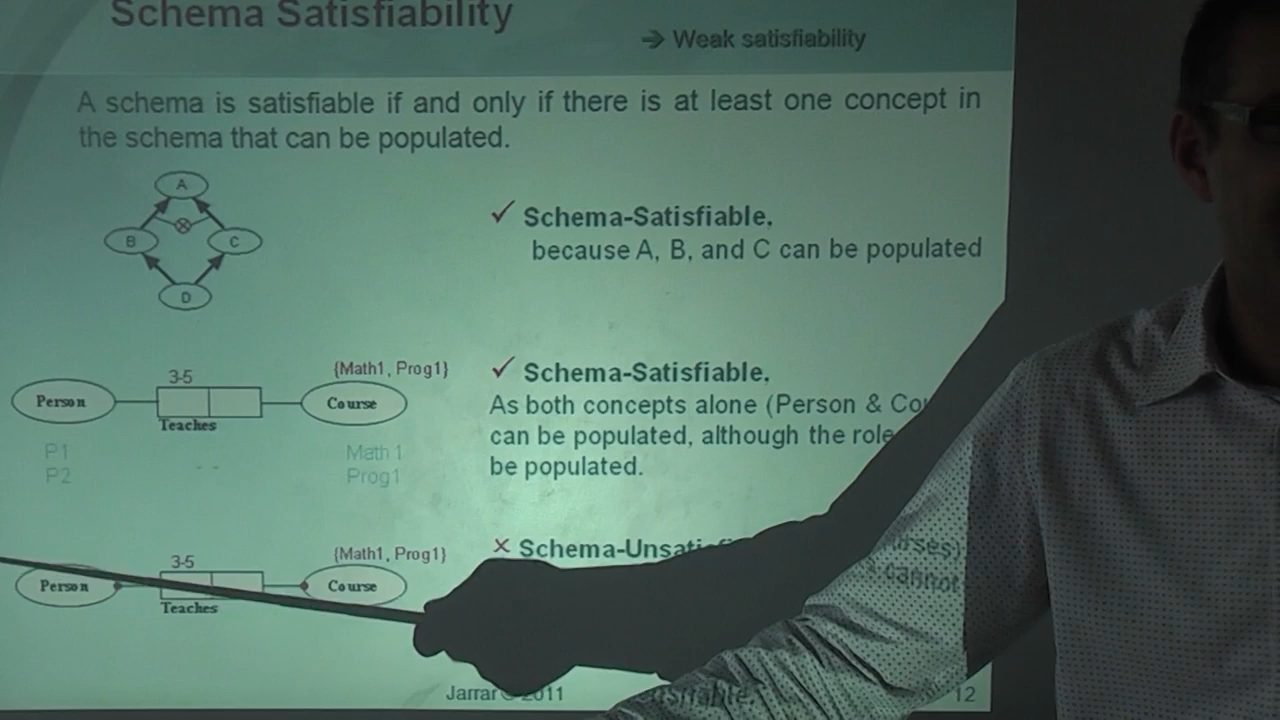 Schema Satisfiability
→ Weak satisfiability
A schema is satisfiable if and only if there is at least one concept in
the schema that can be populated.
A
B
C
D
✓ Schema-Satisfiable,
because A, B, and C can be populated
3-5
{Math1, Prog1}
Person
Course
Teaches
P1
Math 1
P2
- -
Prog1
✓ Schema-Satisfiable,
As both concepts alone (Person &
can be populated, although the role
be populated.
3-5
{Math1, Prog1}
Person
Course
Teaches
× 
cannot
Jarrar © 2011
12